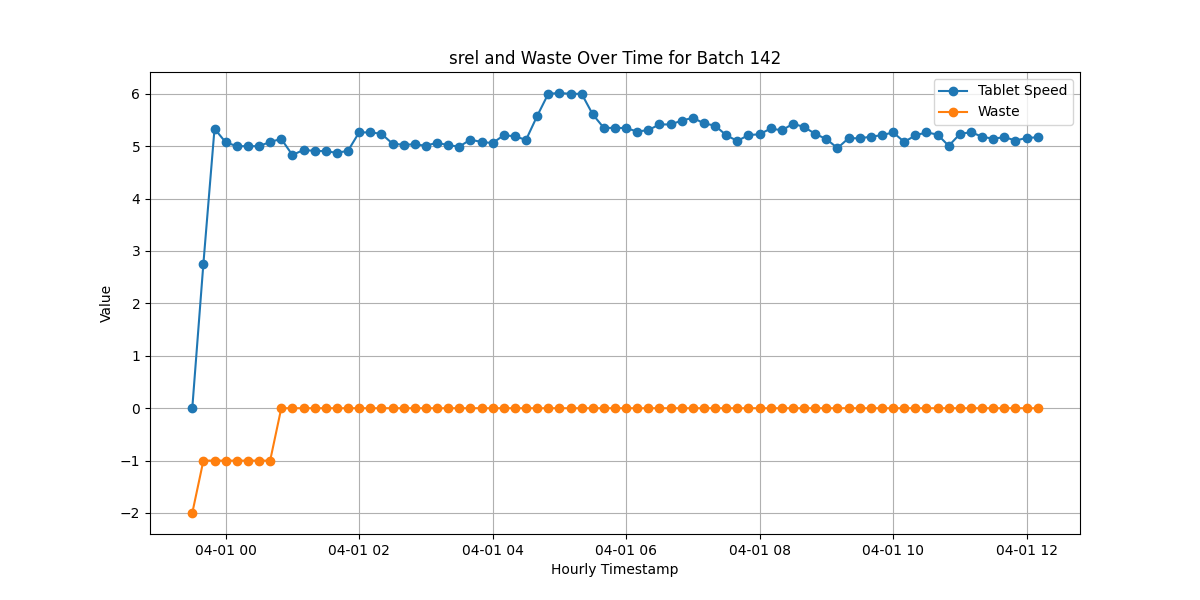 srel and Waste Over Time for Batch 142
Tablet Speed
Waste
Value
6
5
4
3
2
1
0
−1
−2
04-01 00 04-01 02 04-01 04 04-01 06 04-01 08 04-01 10 04-01 12
Hourly Timestamp